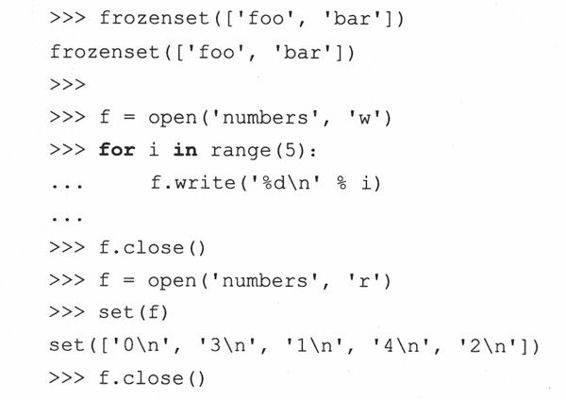 >>> frozenset(['foo', 'bar'])
frozenset(['foo', 'bar'])
>>>
>>> f = open('numbers', 'w')
>>> for i in range(5):
...     f.write('%d\n' % i)
...
>>> f.close()
>>> f = open('numbers', 'r')
>>> set(f)
set(['0\n', '3\n', '1\n', '4\n', '2\n'])
>>> f.close()